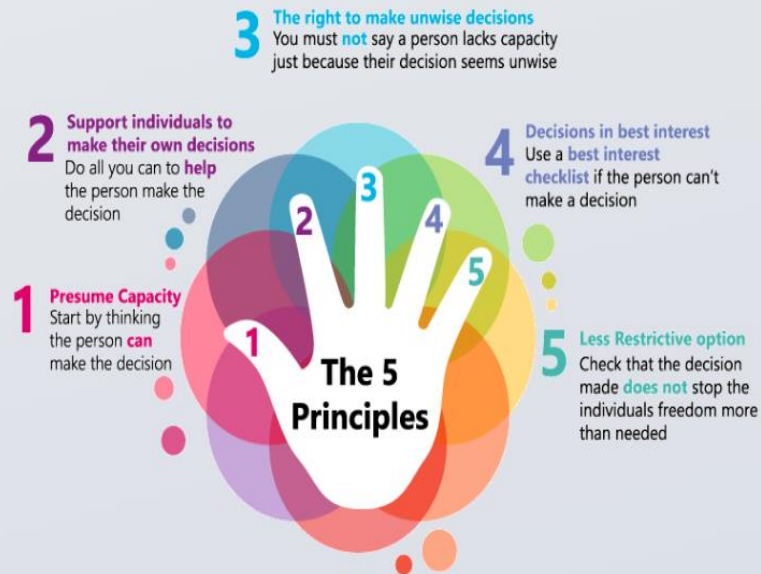 3 The right to make unwise decisions
You must not say a person lacks capacity
just because their decision seems unwise
2 Support individuals to
make their own decisions
Do all you can to help
the person make the
decision
4 Decisions in best interest
Use a best interest
checklist if the person can't
make a decision
1 Presume Capacity
Start by thinking
the person can
make the decision
5 Less Restrictive option
Check that the decision
made does not stop the
individuals freedom more
than needed
1
2
3
4
5
The 5
Principles